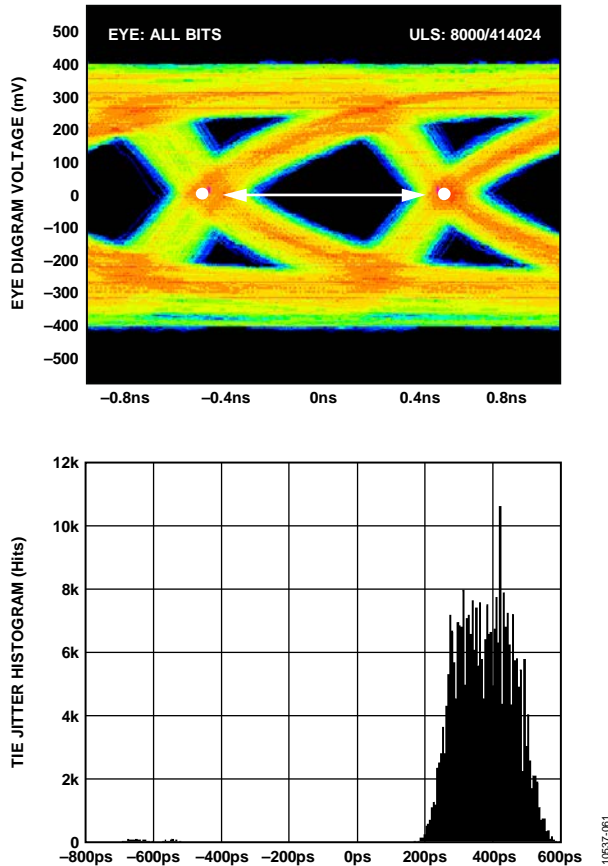 EYE: ALL BITS
ULS: 8000/414024
EYE DIAGRAM VOLTAGE (mV)
500
400
300
200
100
0
–100
–200
–300
–400
–500
–0.8ns
–0.4ns
0ns
0.4ns
0.8ns
TIE JITTER HISTOGRAM (Hits)
12k
10k
8k
6k
4k
2k
0
–800ps
–600ps
–400ps
–200ps
0ps
200ps
400ps
600ps
10537-061